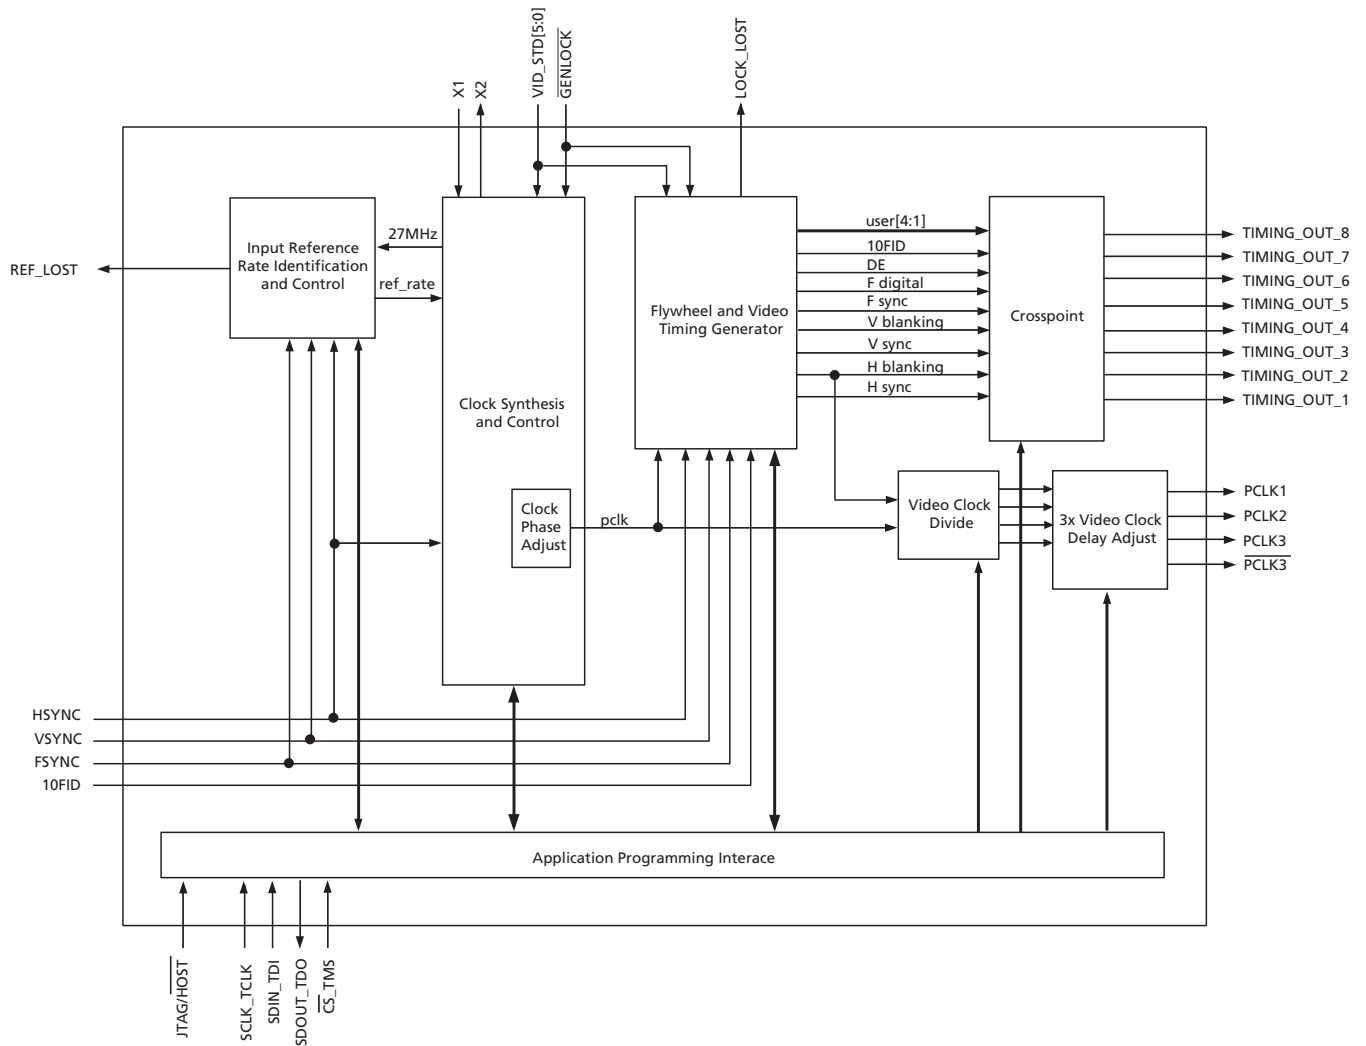 X1
X2
VID_STD[5:0]
GENLOCK
LOCK_LOST
REF_LOST
Input Reference
Rate Identification
and Control
27MHz
ref_rate
Clock Synthesis
and Control
Clock
Phase
Adjust
pclk
Flywheel and Video
Timing Generator
user[4:1]
10FID
DE
F digital
F sync
V blanking
V sync
H blanking
H sync
Crosspoint
TIMING_OUT_8
TIMING_OUT_7
TIMING_OUT_6
TIMING_OUT_5
TIMING_OUT_4
TIMING_OUT_3
TIMING_OUT_2
TIMING_OUT_1
Video Clock
Divide
3x Video Clock
Delay Adjust
PCLK1
PCLK2
PCLK3
PCLK3
HSYNC
VSYNC
FSYNC
10FID
Application Programming Interace
JTAG/HOST
SCLK_TCLK
SDIN_TDI
SDOUT_TDO
CS_TMS